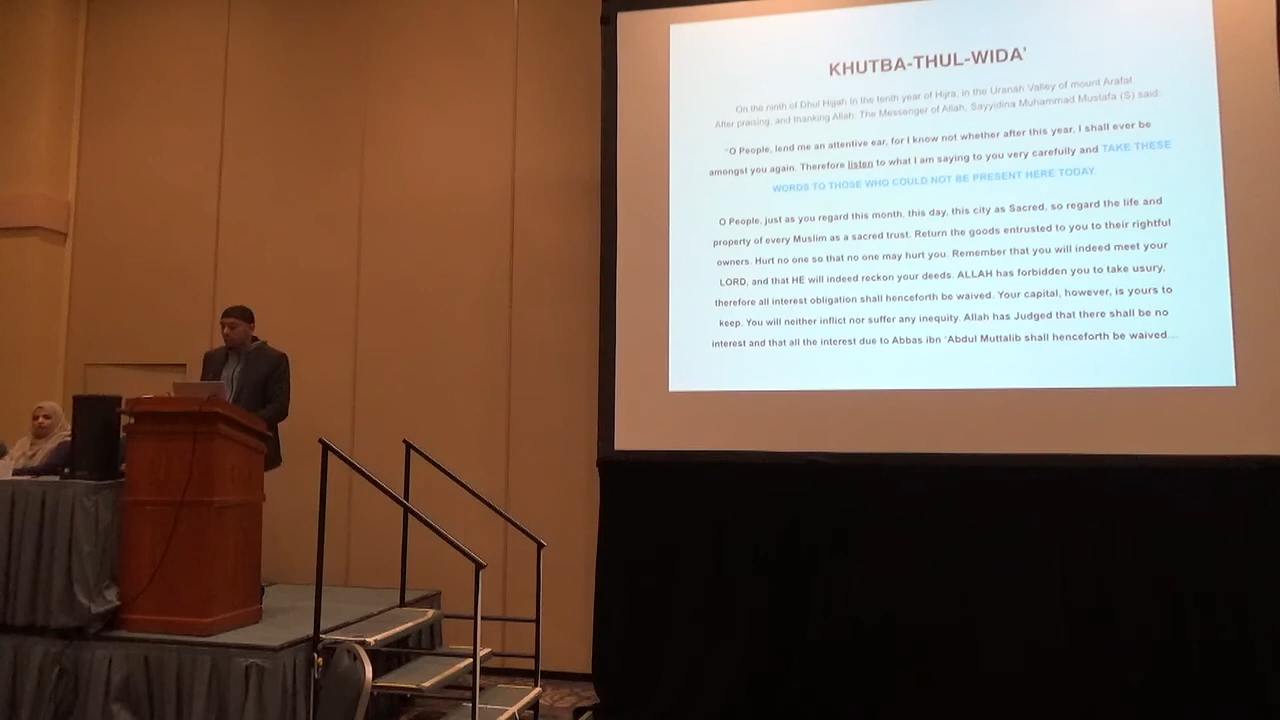 KHUTBA-THUL-WIDA'
On the ninth of Dhul Hijjah in the tenth year of Hijra, in the Uranah Valley of mount Arafat
After praising, and thanking Allah: The Messenger of Allah, Sayyidina Muhammad Mustafa (S) said:
"O People, lend me an attentive ear, for I know not whether after this year, I shall ever be
amongst you again. Therefore listen to what I am saying to you very carefully and TAKE THESE
WORDS TO THOSE WHO COULD NOT BE PRESENT HERE TODAY.
O People, just as you regard this month, this day, this city as Sacred, so regard the life and
property of every Muslim as a sacred trust. Return the goods entrusted to you to their rightful
owners. Hurt no one so that no one may hurt you. Remember that you will indeed meet your
LORD, and that HE will indeed reckon your deeds. ALLAH has forbidden you to take usury,
therefore all interest obligation shall henceforth be waived. Your capital, however, is yours to
keep. You will neither inflict nor suffer any inequity. Allah has Judged that there shall be no
interest and that all the interest due to Abbas ibn 'Abdul Muttalib shall henceforth be waived...